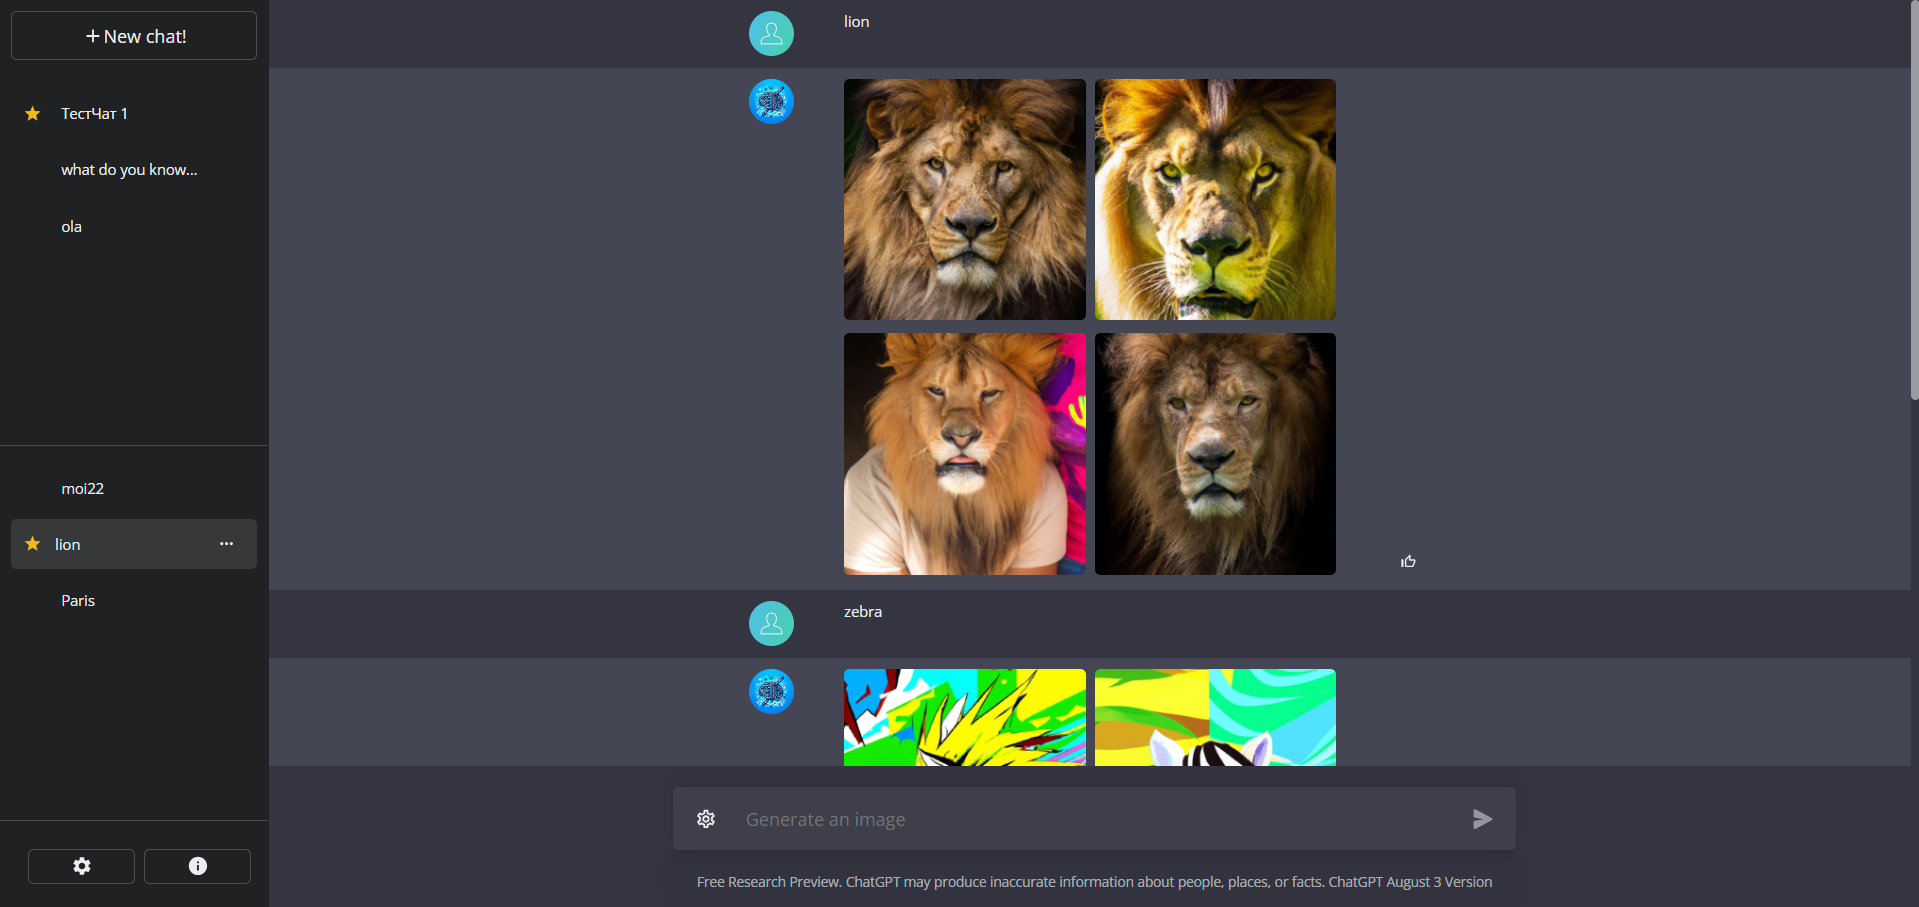 New chat!
ТестЧат 1
what do you know...
ola
moi22
lion
Paris
lion
zebra
Generate an image
Free Research Preview. ChatGPT may produce inaccurate information about people, places, or facts. ChatGPT August 3 Version